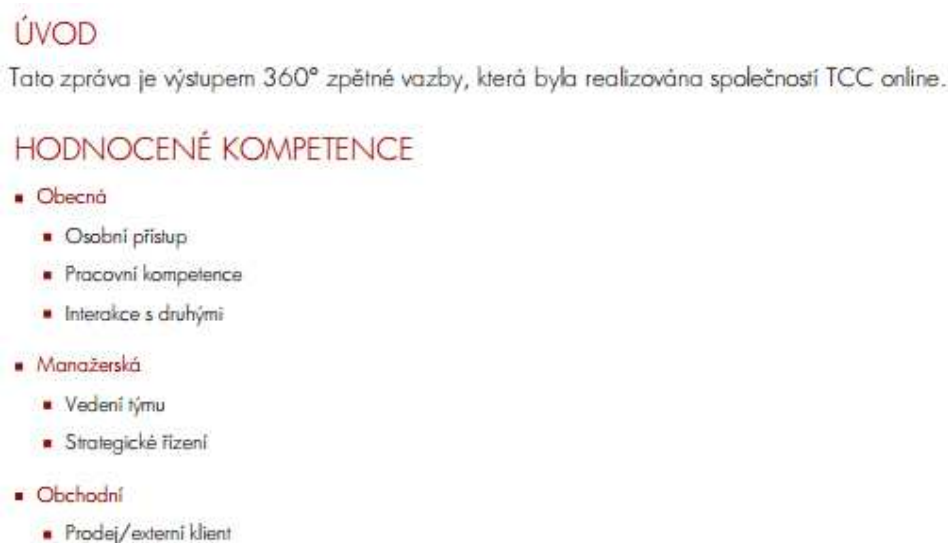 ÚVOD
Tato zpráva je výstupem 360° zpětné vazby, která byla realizována společností TCC online.
HODNOCENÉ KOMPETENCE
Obecná
Osobní přístup
Pracovní kompetence
Interakce s druhými
Manažerská
Vedení týmu
Strategické řízení
Obchodní
Prodej/externí klient